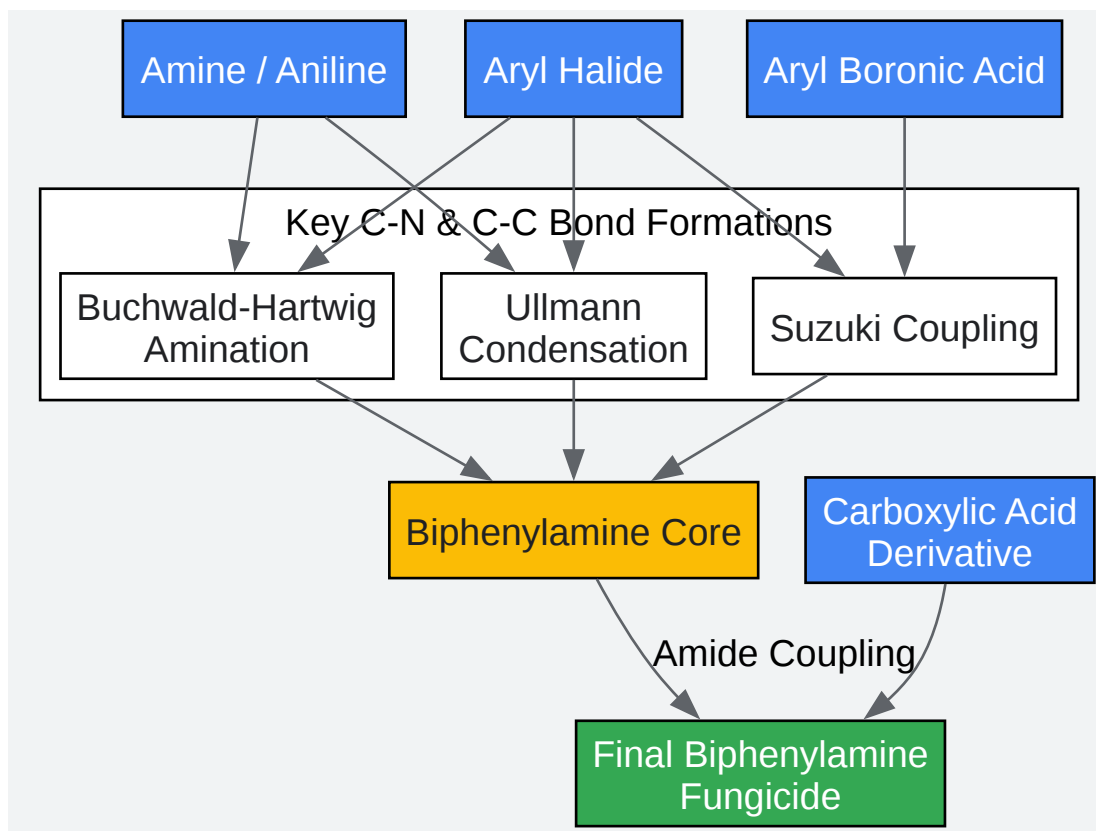 Amine / Aniline
Aryl Halide
Aryl Boronic Acid
Key C-N & C-C Bond Formations
Buchwald-Hartwig
Amination
Ullmann
Condensation
Suzuki Coupling
Biphenylamine Core
Carboxylic Acid
Derivative
Amide Coupling
Final Biphenylamine
Fungicide